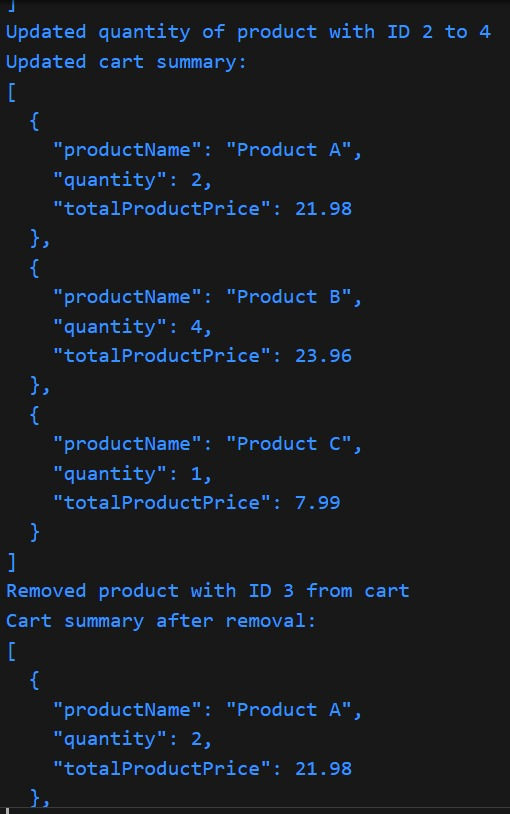 ]
Updated quantity of product with ID 2 to 4
Updated cart summary:
[
  {
    "productName": "Product A",
    "quantity": 2,
    "totalProductPrice": 21.98
  },
  {
    "productName": "Product B",
    "quantity": 4,
    "totalProductPrice": 23.96
  },
  {
    "productName": "Product C",
    "quantity": 1,
    "totalProductPrice": 7.99
  }
]
Removed product with ID 3 from cart
Cart summary after removal:
[
  {
    "productName": "Product A",
    "quantity": 2,
    "totalProductPrice": 21.98
  },